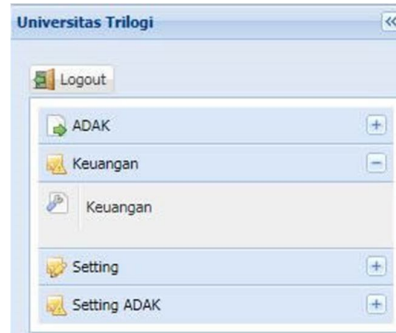 Universitas Trilogi
Logout
ADAK
Keuangan
Keuangan
Setting
Setting ADAK